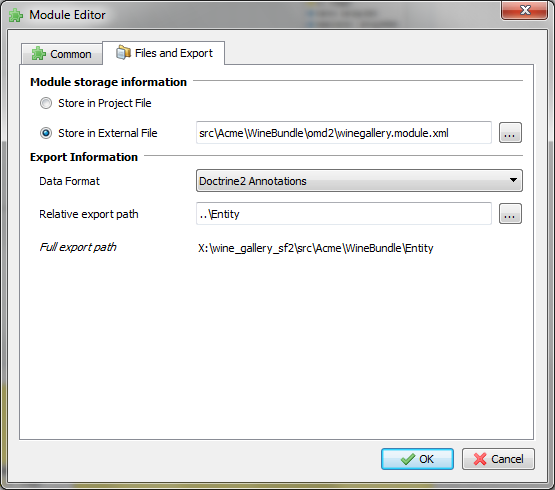 Module Editor
Common
Files and Export
Module storage information
Store in Project File
Store in External File
src\Acme\WineBundle\omd2\winegallery.module.xml
...
Export Information
Data Format
Doctrine2 Annotations
Relative export path
..\Entity
...
Full export path
X:\wine_gallery_sf2\src\Acme\WineBundle\Entity
OK
Cancel